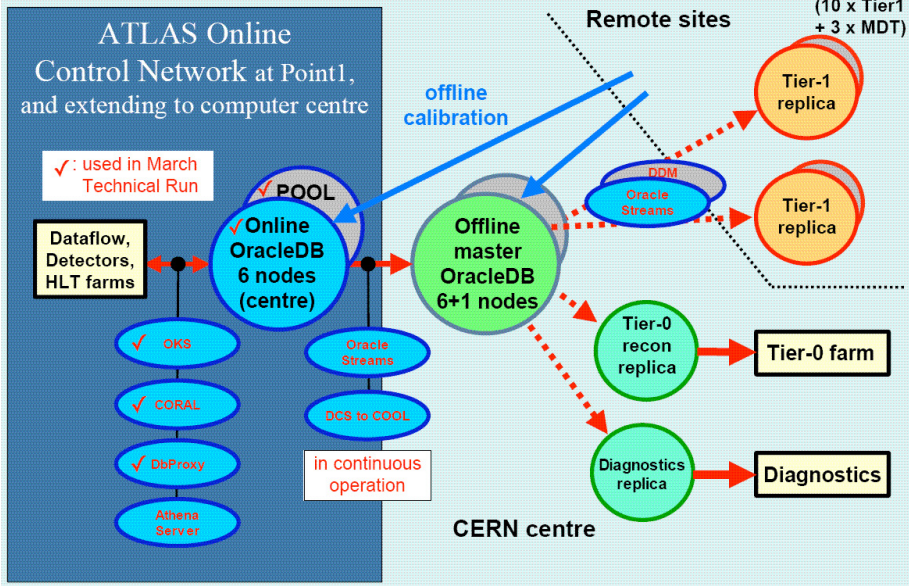 ATLAS Online
Control Network at Point1,
and extending to computer centre
✓: used in March
Technical Run
POOL
Online
OracleDB
6 nodes
(centre)
Dataflow,
Detectors,
HLT farms
OKS
CORAL
DbProxy
Athena
Server
Oracle
Streams
DCS to COOL
in continuous
operation
offline
calibration
Offline
master
OracleDB
6+1 nodes
Remote sites
(10 x Tier1
+ 3 x MDT)
Tier-1
replica
DDM
Oracle
Streams
Tier-1
replica
Tier-0
recon
replica
Tier-0 farm
Diagnostics
replica
Diagnostics
CERN centre